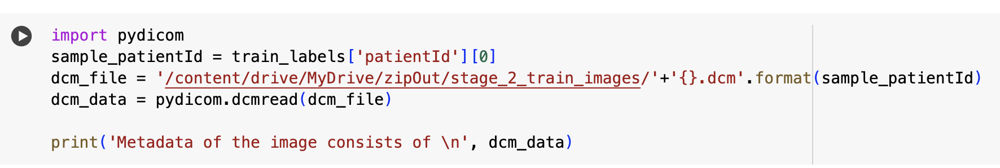 import pydicom
sample_patientId = train_labels['patientId'][0]
dcm_file = '/content/drive/MyDrive/zipOut/stage_2_train_images/'+'{}.dcm'.format(sample_patientId)
dcm_data = pydicom.dcmread(dcm_file)
print('Metadata of the image consists of \n', dcm_data)